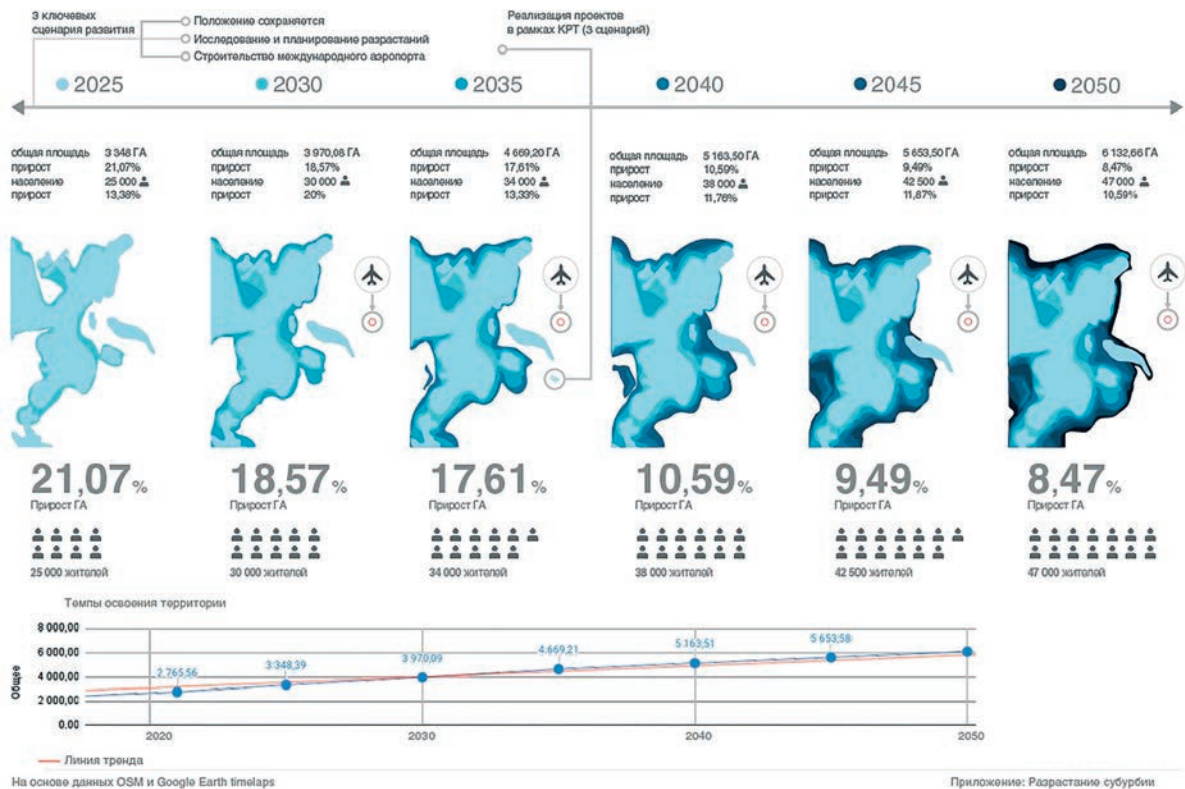 3 ключевых
сценария развития
Положение сохраняется
Исследование и планирование разрастаний
Строительство международного аэропорта
Реализация проектов
в рамках КРТ (3 сценарий)
2025
2030
2035
2040
2045
2050
общая площадь 3 348 ГА
прирост 21,07%
население 25 000
прирост 13,38%
общая площадь 3 970,08 ГА
прирост 18,57%
население 30 000
прирост 20%
общая площадь 4 669,20 ГА
прирост 17,61%
население 34 000
прирост 13,33%
общая площадь 5 163,50 ГА
прирост 10,59%
население 38 000
прирост 11,76%
общая площадь 5 653,50 ГА
прирост 9,49%
население 42 500
прирост 11,87%
общая площадь 6 132,66 ГА
прирост 8,47%
население 47 000
прирост 10,59%
21,07%
Прирост ГА
25 000 жителей
18,57%
Прирост ГА
30 000 жителей
17,61%
Прирост ГА
34 000 жителей
10,59%
Прирост ГА
38 000 жителей
9,49%
Прирост ГА
42 500 жителей
8,47%
Прирост ГА
47 000 жителей
Темпы освоения территории
Общее
8 000,00
6 000,00
4 000,00
2 000,00
0.00
2.765,56
3 348,39
3 970,09
4 669,21
5 163,51
5 653,58
2020
2030
2040
2050
Линия тренда
На основе данных OSM и Google Earth timelaps
Приложение: Разрастание субурбии